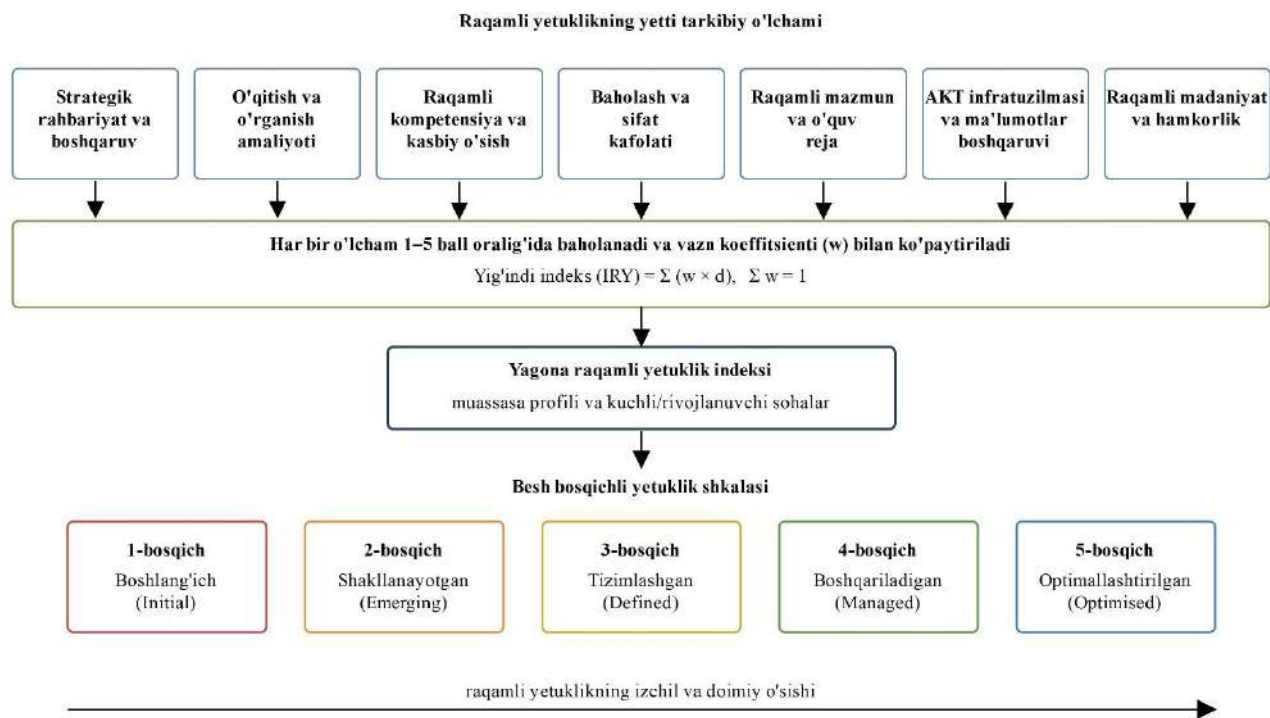 Raqamli yetuklikning yetti tarkibiy o'lchami
Strategik
rahbariyat va
boshqaruv
O'qitish va
o'rganish
amaliyoti
Raqamli
kompetensiya va
kasbiy o'sish
Baholash va
sifat
kafolati
Raqamli mazmun
va o'quv
reja
AKT infratuzilmasi
va ma'lumotlar
boshqaruvi
Raqamli madaniyat
va hamkorlik
Har bir o'lcham 1–5 ball oralig'ida baholanadi va vazn koeffitsienti (w) bilan ko'paytiriladi
Yig'indi indeks (IRY) = Σ (w × d), Σ w = 1
Yagona raqamli yetuklik indeksi
muassasa profili va kuchli/rivojlanuvchi sohalar
Besh bosqichli yetuklik shkalasi
1-bosqich
Boshlang'ich
(Initial)
2-bosqich
Shakllanayotgan
(Emerging)
3-bosqich
Tizimlashgan
(Defined)
4-bosqich
Boshqariladigan
(Managed)
5-bosqich
Optimallashtirilgan
(Optimised)
raqamli yetuklikning izchil va doimiy o'sishi